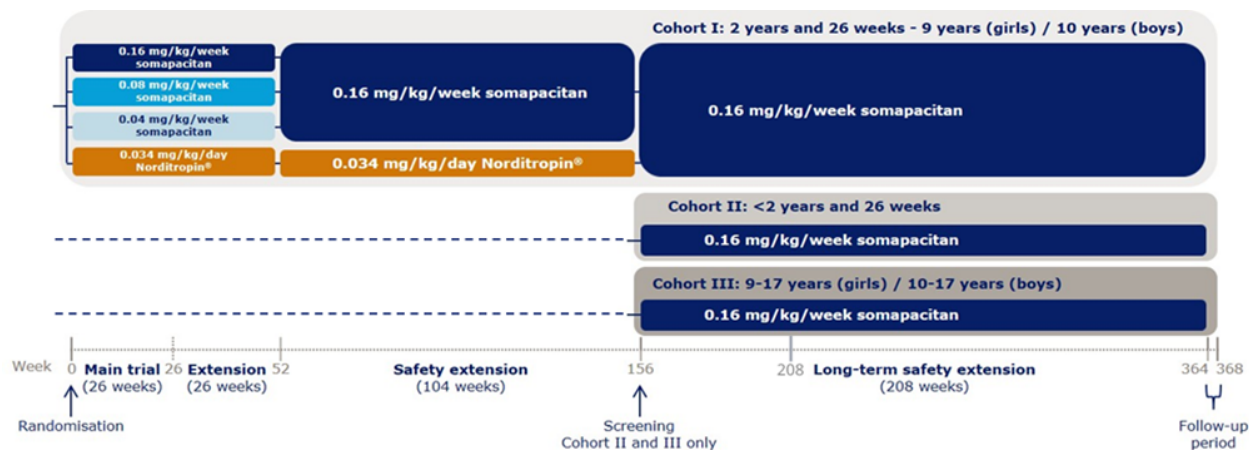 Cohort I: 2 years and 26 weeks - 9 years (girls) / 10 years (boys)
0.16 mg/kg/week
somapacitan
0.08 mg/kg/week
somapacitan
0.04 mg/kg/week
somapacitan
0.034 mg/kg/day
Norditropin®
0.16 mg/kg/week somapacitan
0.034 mg/kg/day Norditropin®
0.16 mg/kg/week somapacitan
Cohort II: <2 years and 26 weeks
0.16 mg/kg/week somapacitan
Cohort III: 9-17 years (girls) / 10-17 years (boys)
0.16 mg/kg/week somapacitan
Week 0 Main trial 26 Extension 52 Safety extension 156 208 Long-term safety extension 364 368
(26 weeks) (26 weeks) (104 weeks) (208 weeks)
Randomisation
Screening
Cohort II and III only
Follow-up
period